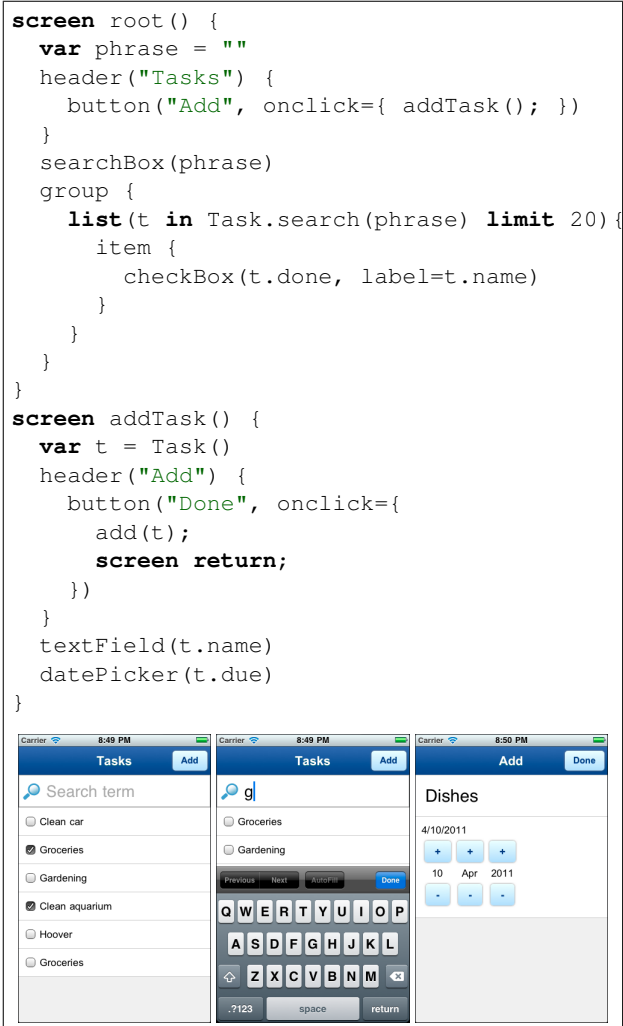 screen root() {
  var phrase = ""
  header("Tasks") {
    button("Add", onclick={ addTask(); })
  }
  searchBox(phrase)
  group {
    list(t in Task.search(phrase) limit 20){
      item {
        checkBox(t.done, label=t.name)
      }
    }
  }
}
screen addTask() {
  var t = Task()
  header("Add") {
    button("Done", onclick={
      add(t);
      screen return;
    })
  }
  textField(t.name)
  datePicker(t.due)
}
Carrier 8:49 PM
Tasks Add
Search term
Clean car
Groceries
Gardening
Clean aquarium
Hoover
Groceries
Carrier 8:49 PM
Tasks Add
g
Groceries
Gardening
Previous Next AutoFill Done
Q W E R T Y U I O P
A S D F G H J K L
Z X C V B N M
.?123 space return
Carrier 8:50 PM
Add Done
Dishes
4/10/2011
+ + +
10 Apr 2011
- - -